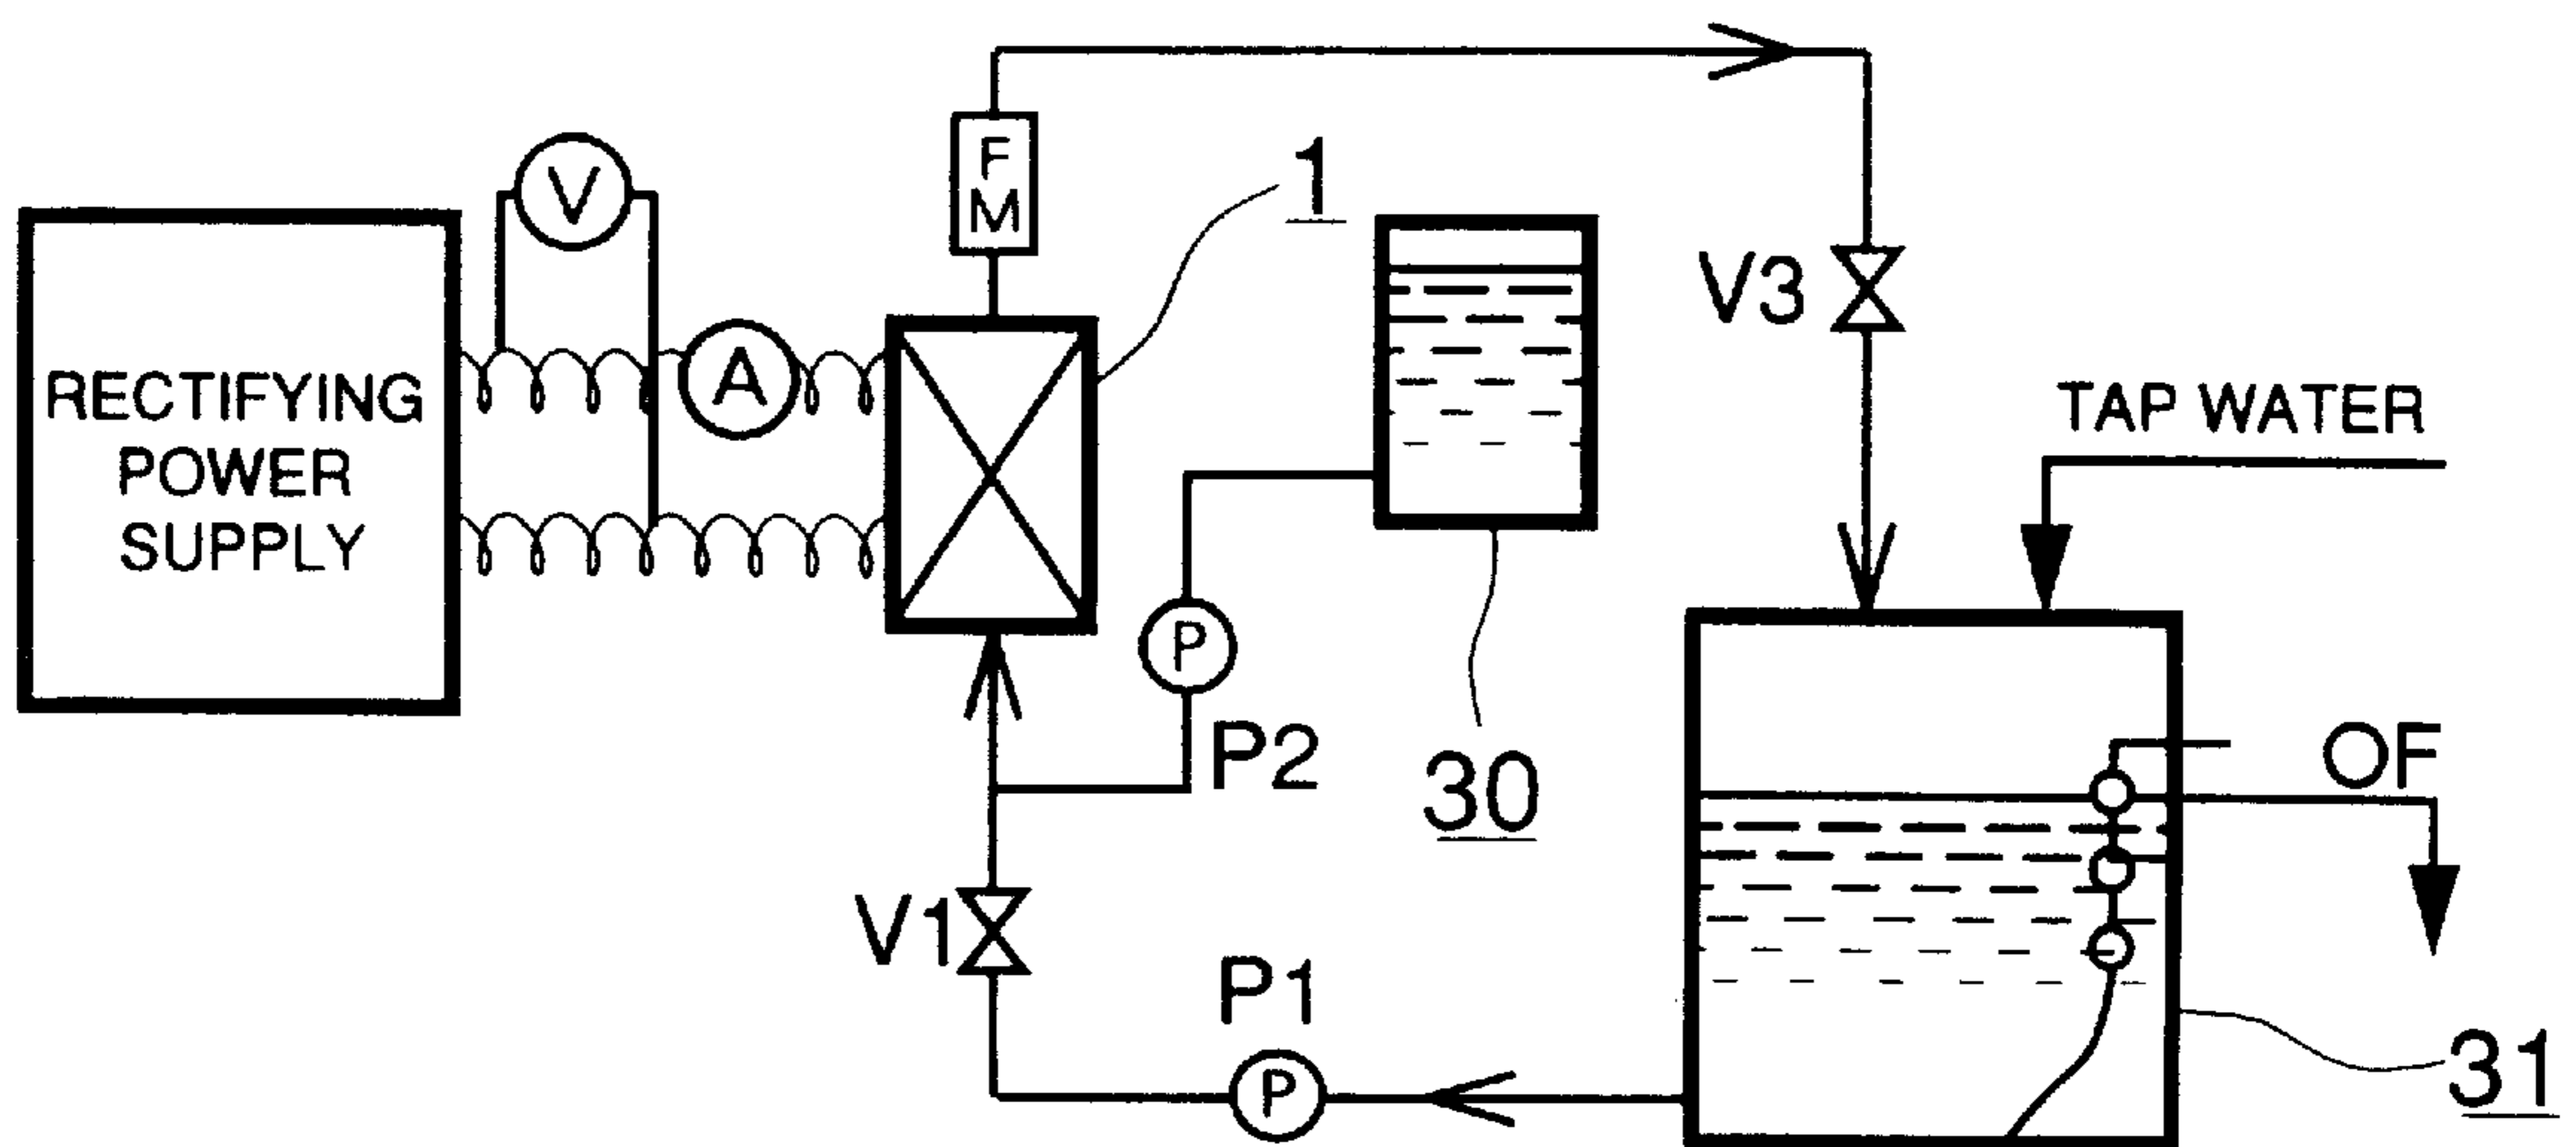 F
M
1
V
V3
A
RECTIFYING
POWER
SUPPLY
TAP WATER
P
P2
30
OF
V1
P1
P
31